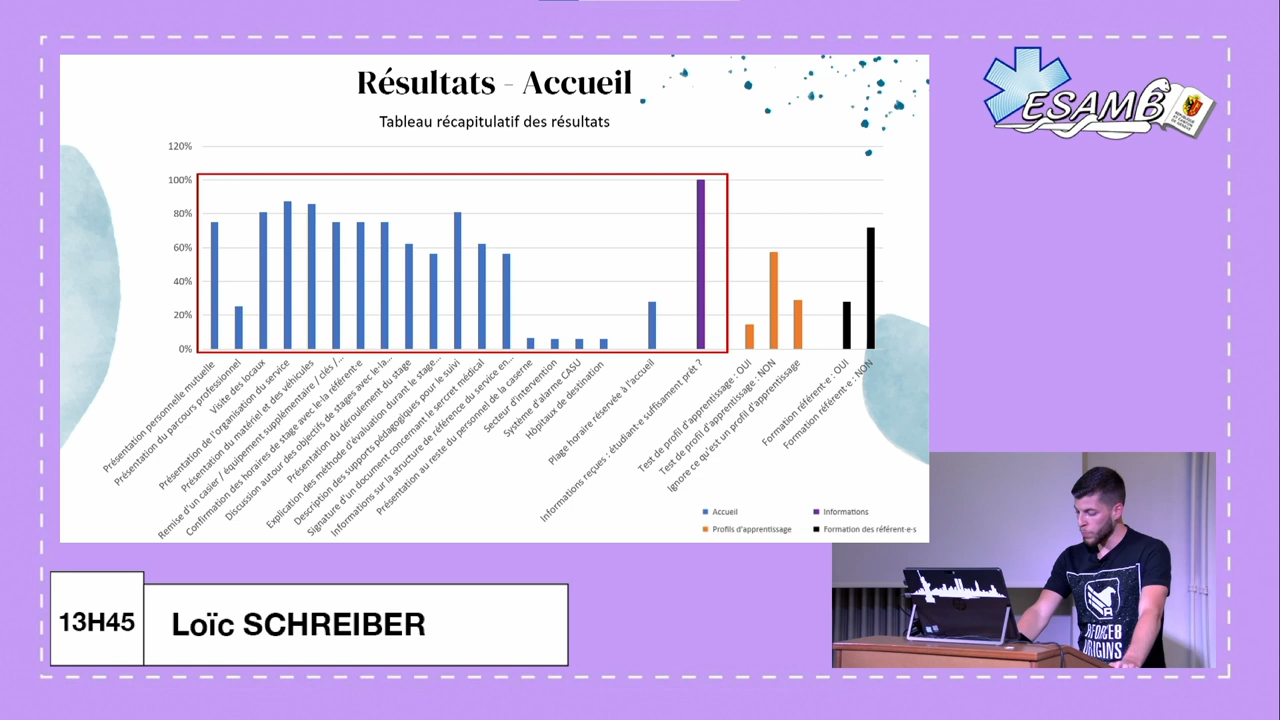 Résultats - Accueil
Tableau récapitulatif des résultats
120%
100%
80%
60%
40%
20%
0%
Présentation personnelle mutuelle
Présentation du parcours professionnel
Visite des locaux
Présentation de l'organisation du service
Présentation du matériel et des véhicules
Remise d'un casier / équipement supplémentaire / clés /...
Confirmation des horaires de stage avec le·la référent·e
Discussion autour des objectifs de stages avec le·la...
Présentation du déroulement du stage
Explication des méthode d'évaluation durant le stage...
Desciption des supports pédagogiques pour le suivi
Signature d'un document concernant le sercret médical
Informations sur la structure de référence du service en...
Présentation au reste du personnel de la caserne
Secteur d'intervention
Système d'alarme CASU
Hôpitaux de destination
Plage horaire réservée à l'accueil
Informations reçues : étudiant·e suffisament prêt ?
Test de profil d'apprentissage : OUI
Test de profil d'apprentissage : NON
Ignore ce qu'est un profil d'apprentissage
Formation référent·e : OUI
Formation référent·e : NON
Accueil
Informations
Profils d'apprentissage
Formation des référent·e·s
ESAMB
13H45
Loïc SCHREIBER
ORIGINS